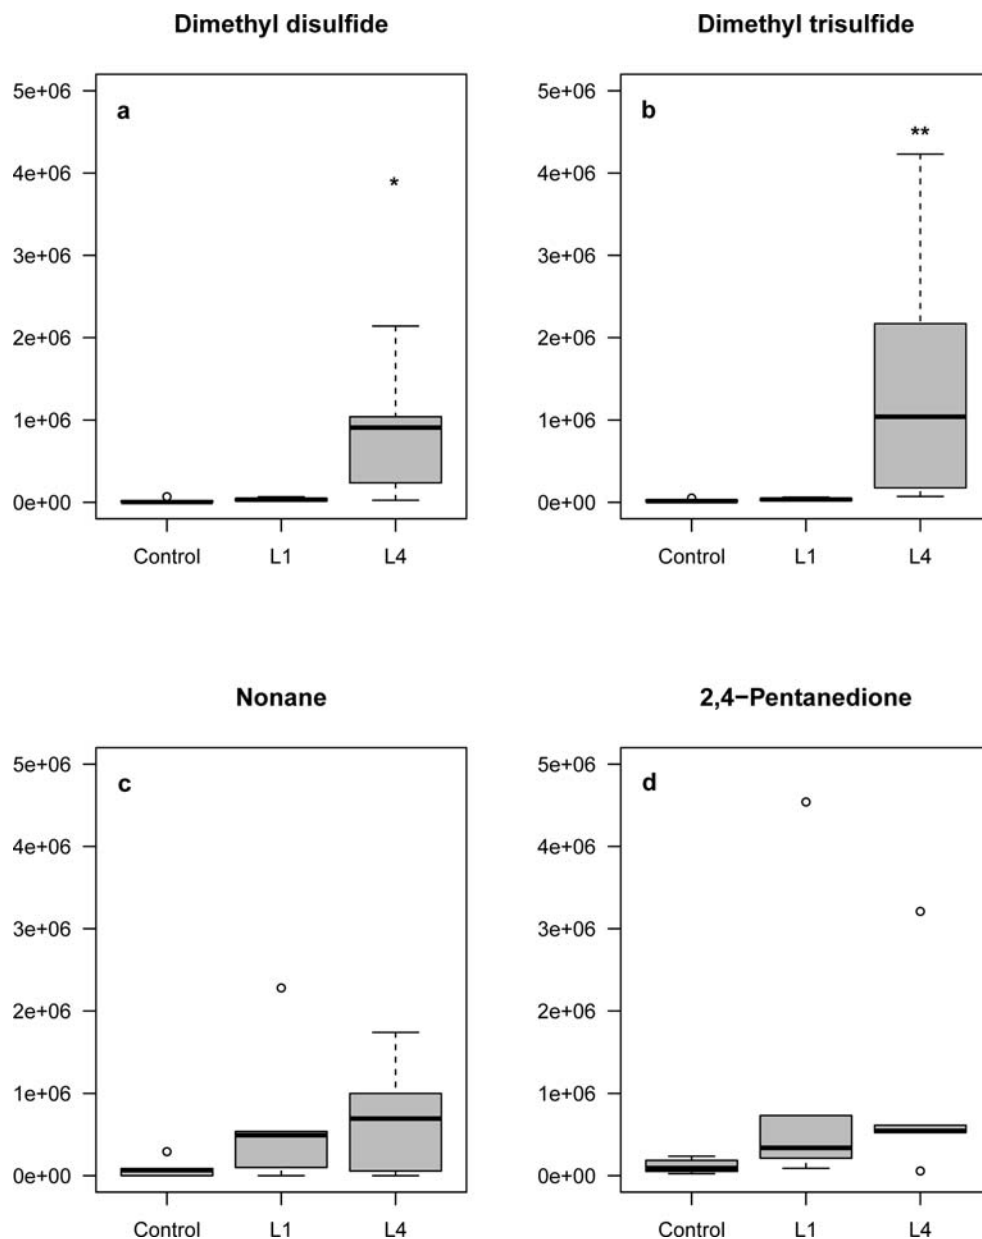 Dimethyl disulfide
a
5e+06
4e+06
3e+06
2e+06
1e+06
0e+00
*
Control L1 L4
Dimethyl trisulfide
b
5e+06
4e+06
3e+06
2e+06
1e+06
0e+00
**
Control L1 L4
Nonane
c
5e+06
4e+06
3e+06
2e+06
1e+06
0e+00
Control L1 L4
2,4−Pentanedione
d
5e+06
4e+06
3e+06
2e+06
1e+06
0e+00
Control L1 L4